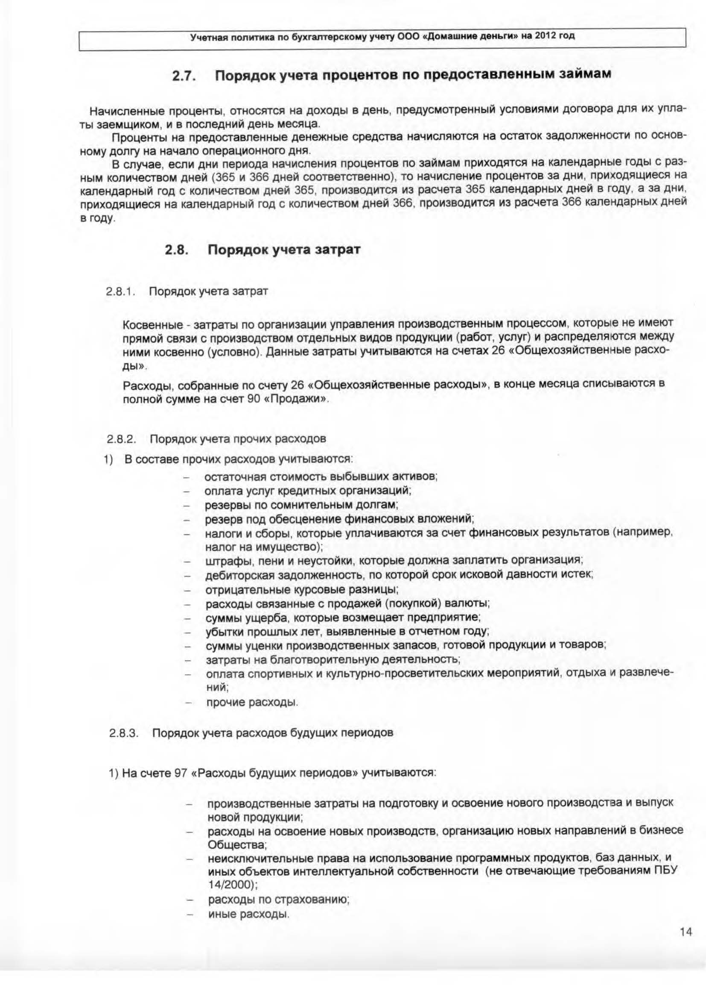 Учетная политика по бухгалтерскому учету ООО «Домашние деньги» на 2012 год
2.7. Порядок учета процентов по предоставленным займам
Начисленные проценты, относятся на доходы в день, предусмотренный условиями договора для их упла-
ты заемщиком, и в последний день месяца.
Проценты на предоставленные денежные средства начисляются на остаток задолженности по основ-
ному долгу на начало операционного дня.
В случае, если дни периода начисления процентов по займам приходятся на календарные годы с раз-
ным количеством дней (365 и 366 дней соответственно), то начисление процентов за дни, приходящиеся на
календарный год с количеством дней 365, производится из расчета 365 календарных дней в году, а за дни,
приходящиеся на календарный год с количеством дней 366, производится из расчета 366 календарных дней
в году.
2.8. Порядок учета затрат
2.8.1. Порядок учета затрат
Косвенные - затраты по организации управления производственным процессом, которые не имеют
прямой связи с производством отдельных видов продукции (работ, услуг) и распределяются между
ними косвенно (условно). Данные затраты учитываются на счетах 26 «Общехозяйственные расхо-
ды».
Расходы, собранные по счету 26 «Общехозяйственные расходы», в конце месяца списываются в
полной сумме на счет 90 «Продажи».
2.8.2. Порядок учета прочих расходов
1) В составе прочих расходов учитываются:
– остаточная стоимость выбывших активов;
– оплата услуг кредитных организаций;
– резервы по сомнительным долгам;
– резерв под обесценение финансовых вложений;
– налоги и сборы, которые уплачиваются за счет финансовых результатов (например,
налог на имущество);
– штрафы, пени и неустойки, которые должна заплатить организация;
– дебиторская задолженность, по которой срок исковой давности истек;
– отрицательные курсовые разницы;
– расходы связанные с продажей (покупкой) валюты;
– суммы ущерба, которые возмещает предприятие;
– убытки прошлых лет, выявленные в отчетном году;
– суммы уценки производственных запасов, готовой продукции и товаров;
– затраты на благотворительную деятельность;
– оплата спортивных и культурно-просветительских мероприятий, отдыха и развлече-
ний;
– прочие расходы.
2.8.3. Порядок учета расходов будущих периодов
1) На счете 97 «Расходы будущих периодов» учитываются:
– производственные затраты на подготовку и освоение нового производства и выпуск
новой продукции;
– расходы на освоение новых производств, организацию новых направлений в бизнесе
Общества;
– неисключительные права на использование программных продуктов, баз данных, и
иных объектов интеллектуальной собственности (не отвечающие требованиям ПБУ
14/2000);
– расходы по страхованию;
– иные расходы.
14